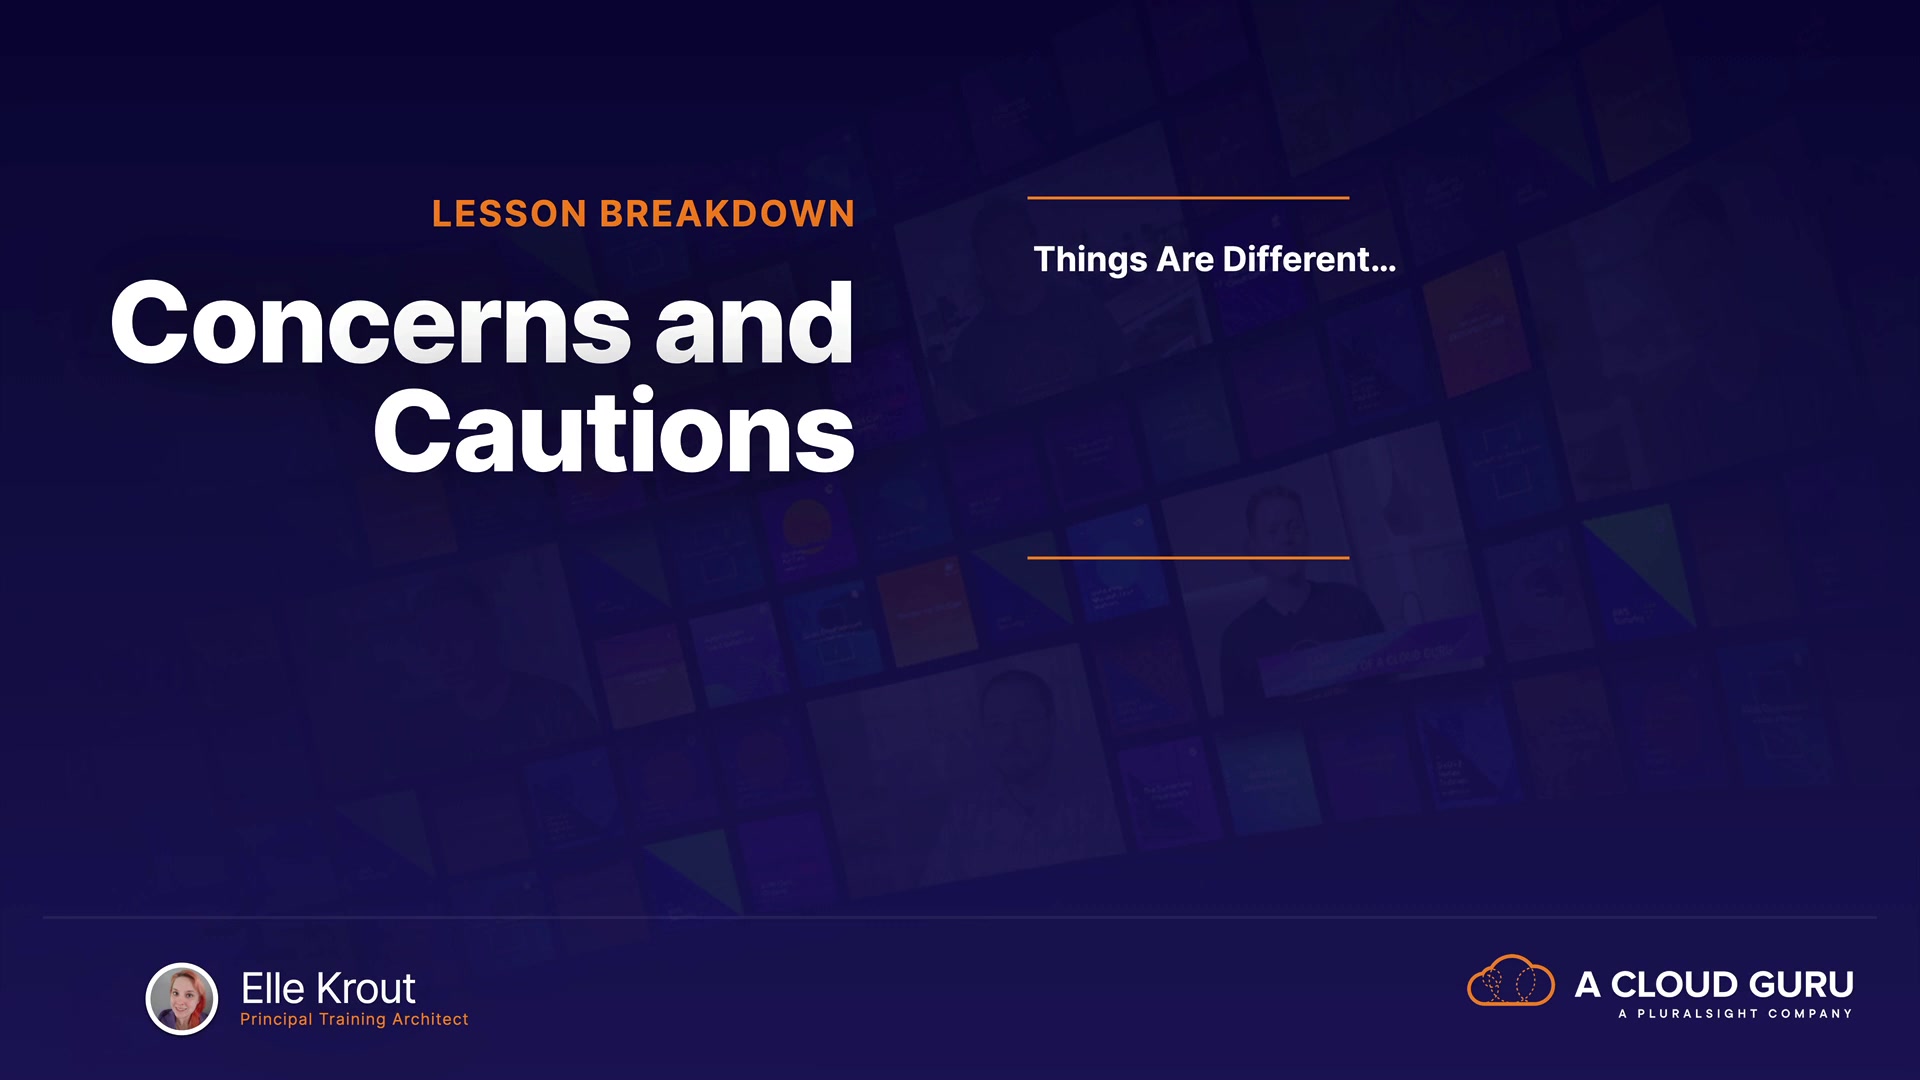 LESSON BREAKDOWN
Concerns and
Cautions
Things Are Different...
Elle Krout
Principal Training Architect
A CLOUD GURU
A PLURALSIGHT COMPANY